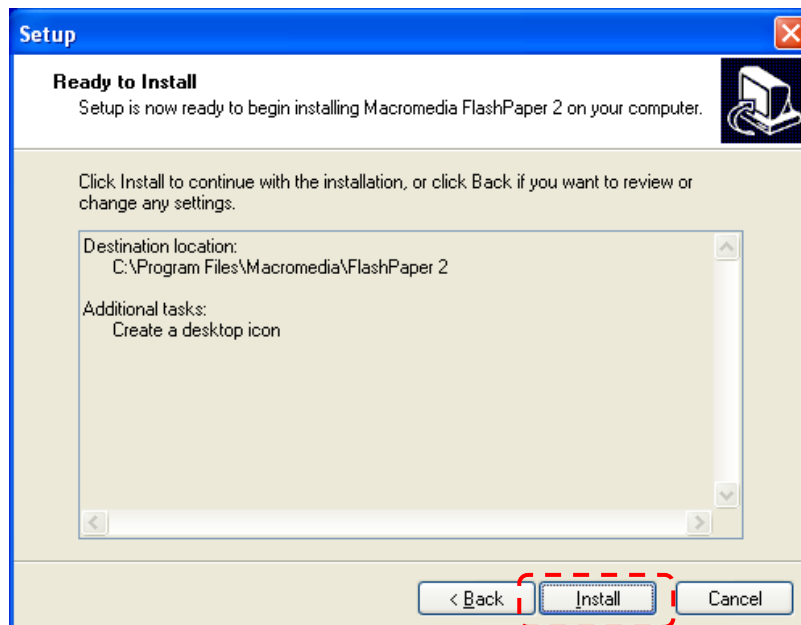 Setup
Ready to Install
Setup is now ready to begin installing Macromedia FlashPaper 2 on your computer.
Click Install to continue with the installation, or click Back if you want to review or
change any settings.
Destination location:
C:\Program Files\Macromedia\FlashPaper 2
Additional tasks:
Create a desktop icon
< Back Install Cancel